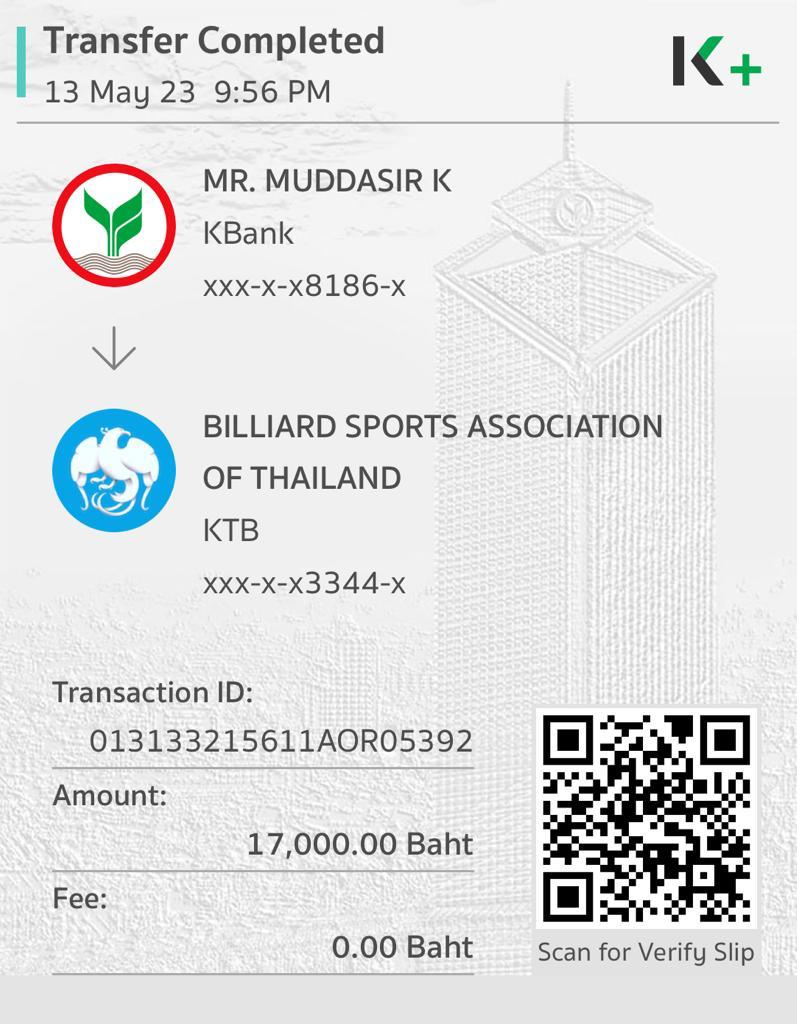 Transfer Completed
13 May 23 9:56 PM
K+
MR. MUDDASIR K
KBank
xxx-x-x8186-x
BILLIARD SPORTS ASSOCIATION
OF THAILAND
KTB
xxx-x-x3344-x
Transaction ID:
013133215611AOR05392
Amount:
17,000.00 Baht
Fee:
0.00 Baht
Scan for Verify Slip